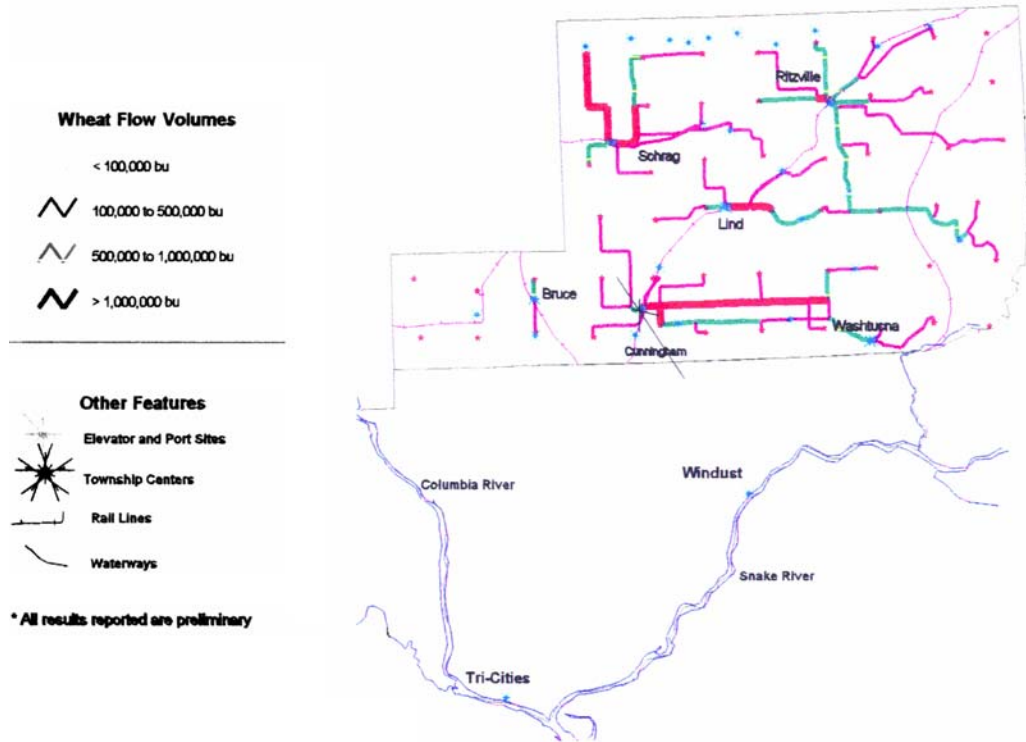 Wheat Flow Volumes
< 100,000 bu
100,000 to 500,000 bu
500,000 to 1,000,000 bu
> 1,000,000 bu
Other Features
Elevator and Port Sites
Township Centers
Rail Lines
Waterways
* All results reported are preliminary
Ritzville
Schrag
Lind
Bruce
Washtucna
Cunningham
Windust
Columbia River
Snake River
Tri-Cities